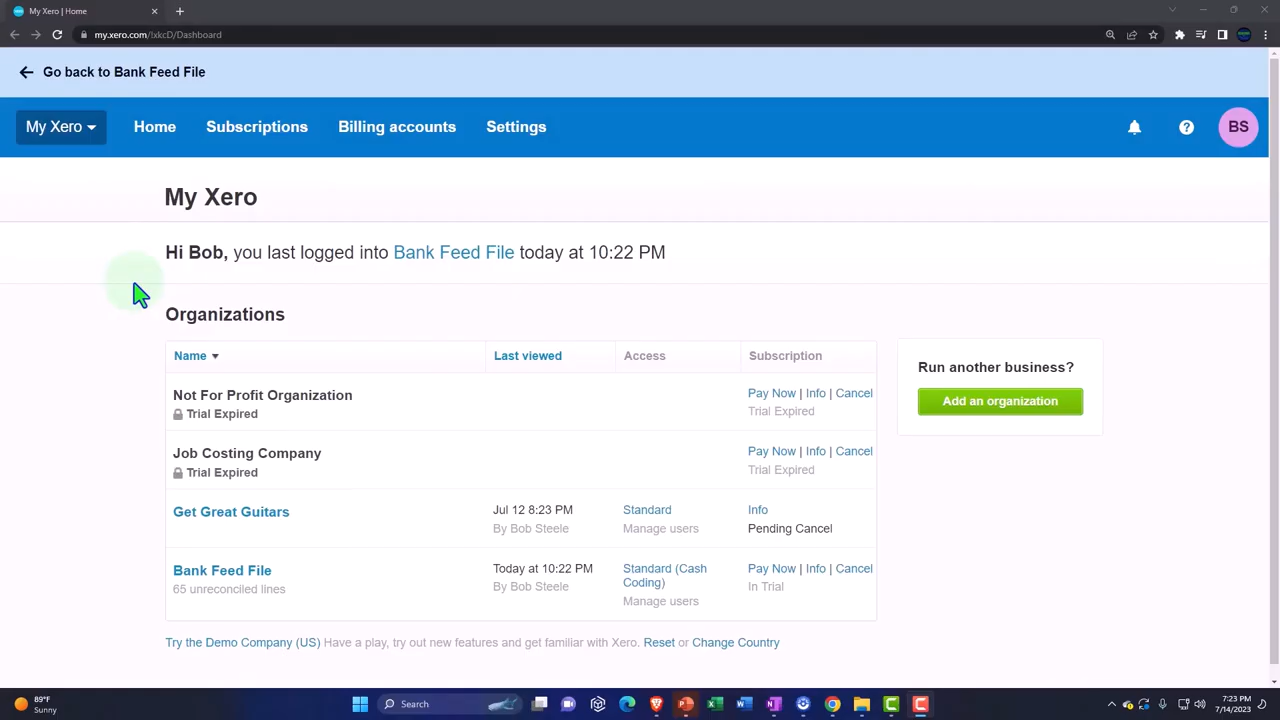 My Xero | Home
my.xero.com/!xkcD/Dashboard
Go back to Bank Feed File
My Xero
Home
Subscriptions
Billing accounts
Settings
BS
My Xero
Hi Bob, you last logged into Bank Feed File today at 10:22 PM
Organizations
Name
Last viewed
Access
Subscription
Not For Profit Organization
Trial Expired
Pay Now | Info | Cancel
Trial Expired
Job Costing Company
Trial Expired
Pay Now | Info | Cancel
Trial Expired
Get Great Guitars
Jul 12 8:23 PM
By Bob Steele
Standard
Manage users
Info
Pending Cancel
Bank Feed File
65 unreconciled lines
Today at 10:22 PM
By Bob Steele
Standard (Cash
Coding)
Manage users
Pay Now | Info | Cancel
In Trial
Run another business?
Add an organization
Try the Demo Company (US) Have a play, try out new features and get familiar with Xero. Reset or Change Country
89°F
Sunny
Search
7:23 PM
7/14/2023